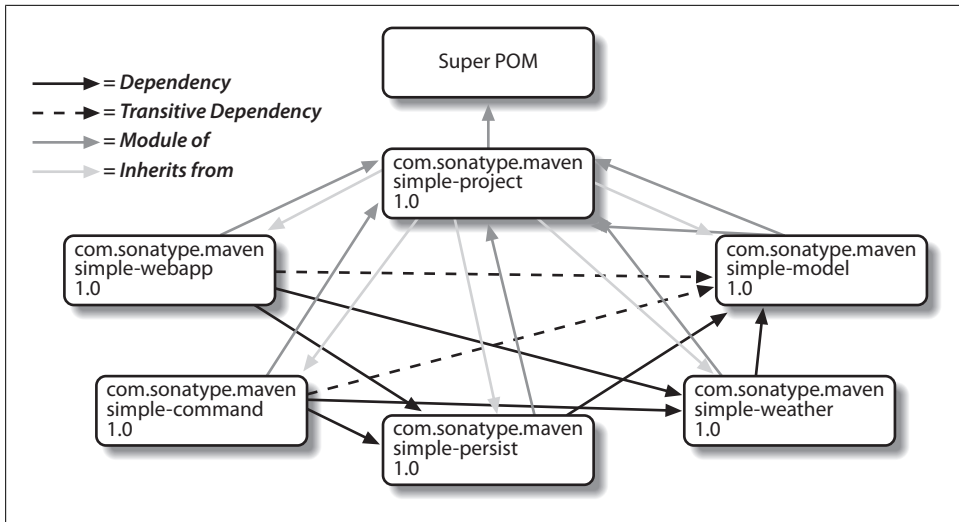 Super POM
= Dependency
= Transitive Dependency
= Module of
= Inherits from
com.sonatype.maven
simple-project
1.0
com.sonatype.maven
simple-webapp
1.0
com.sonatype.maven
simple-model
1.0
com.sonatype.maven
simple-command
1.0
com.sonatype.maven
simple-persist
1.0
com.sonatype.maven
simple-weather
1.0